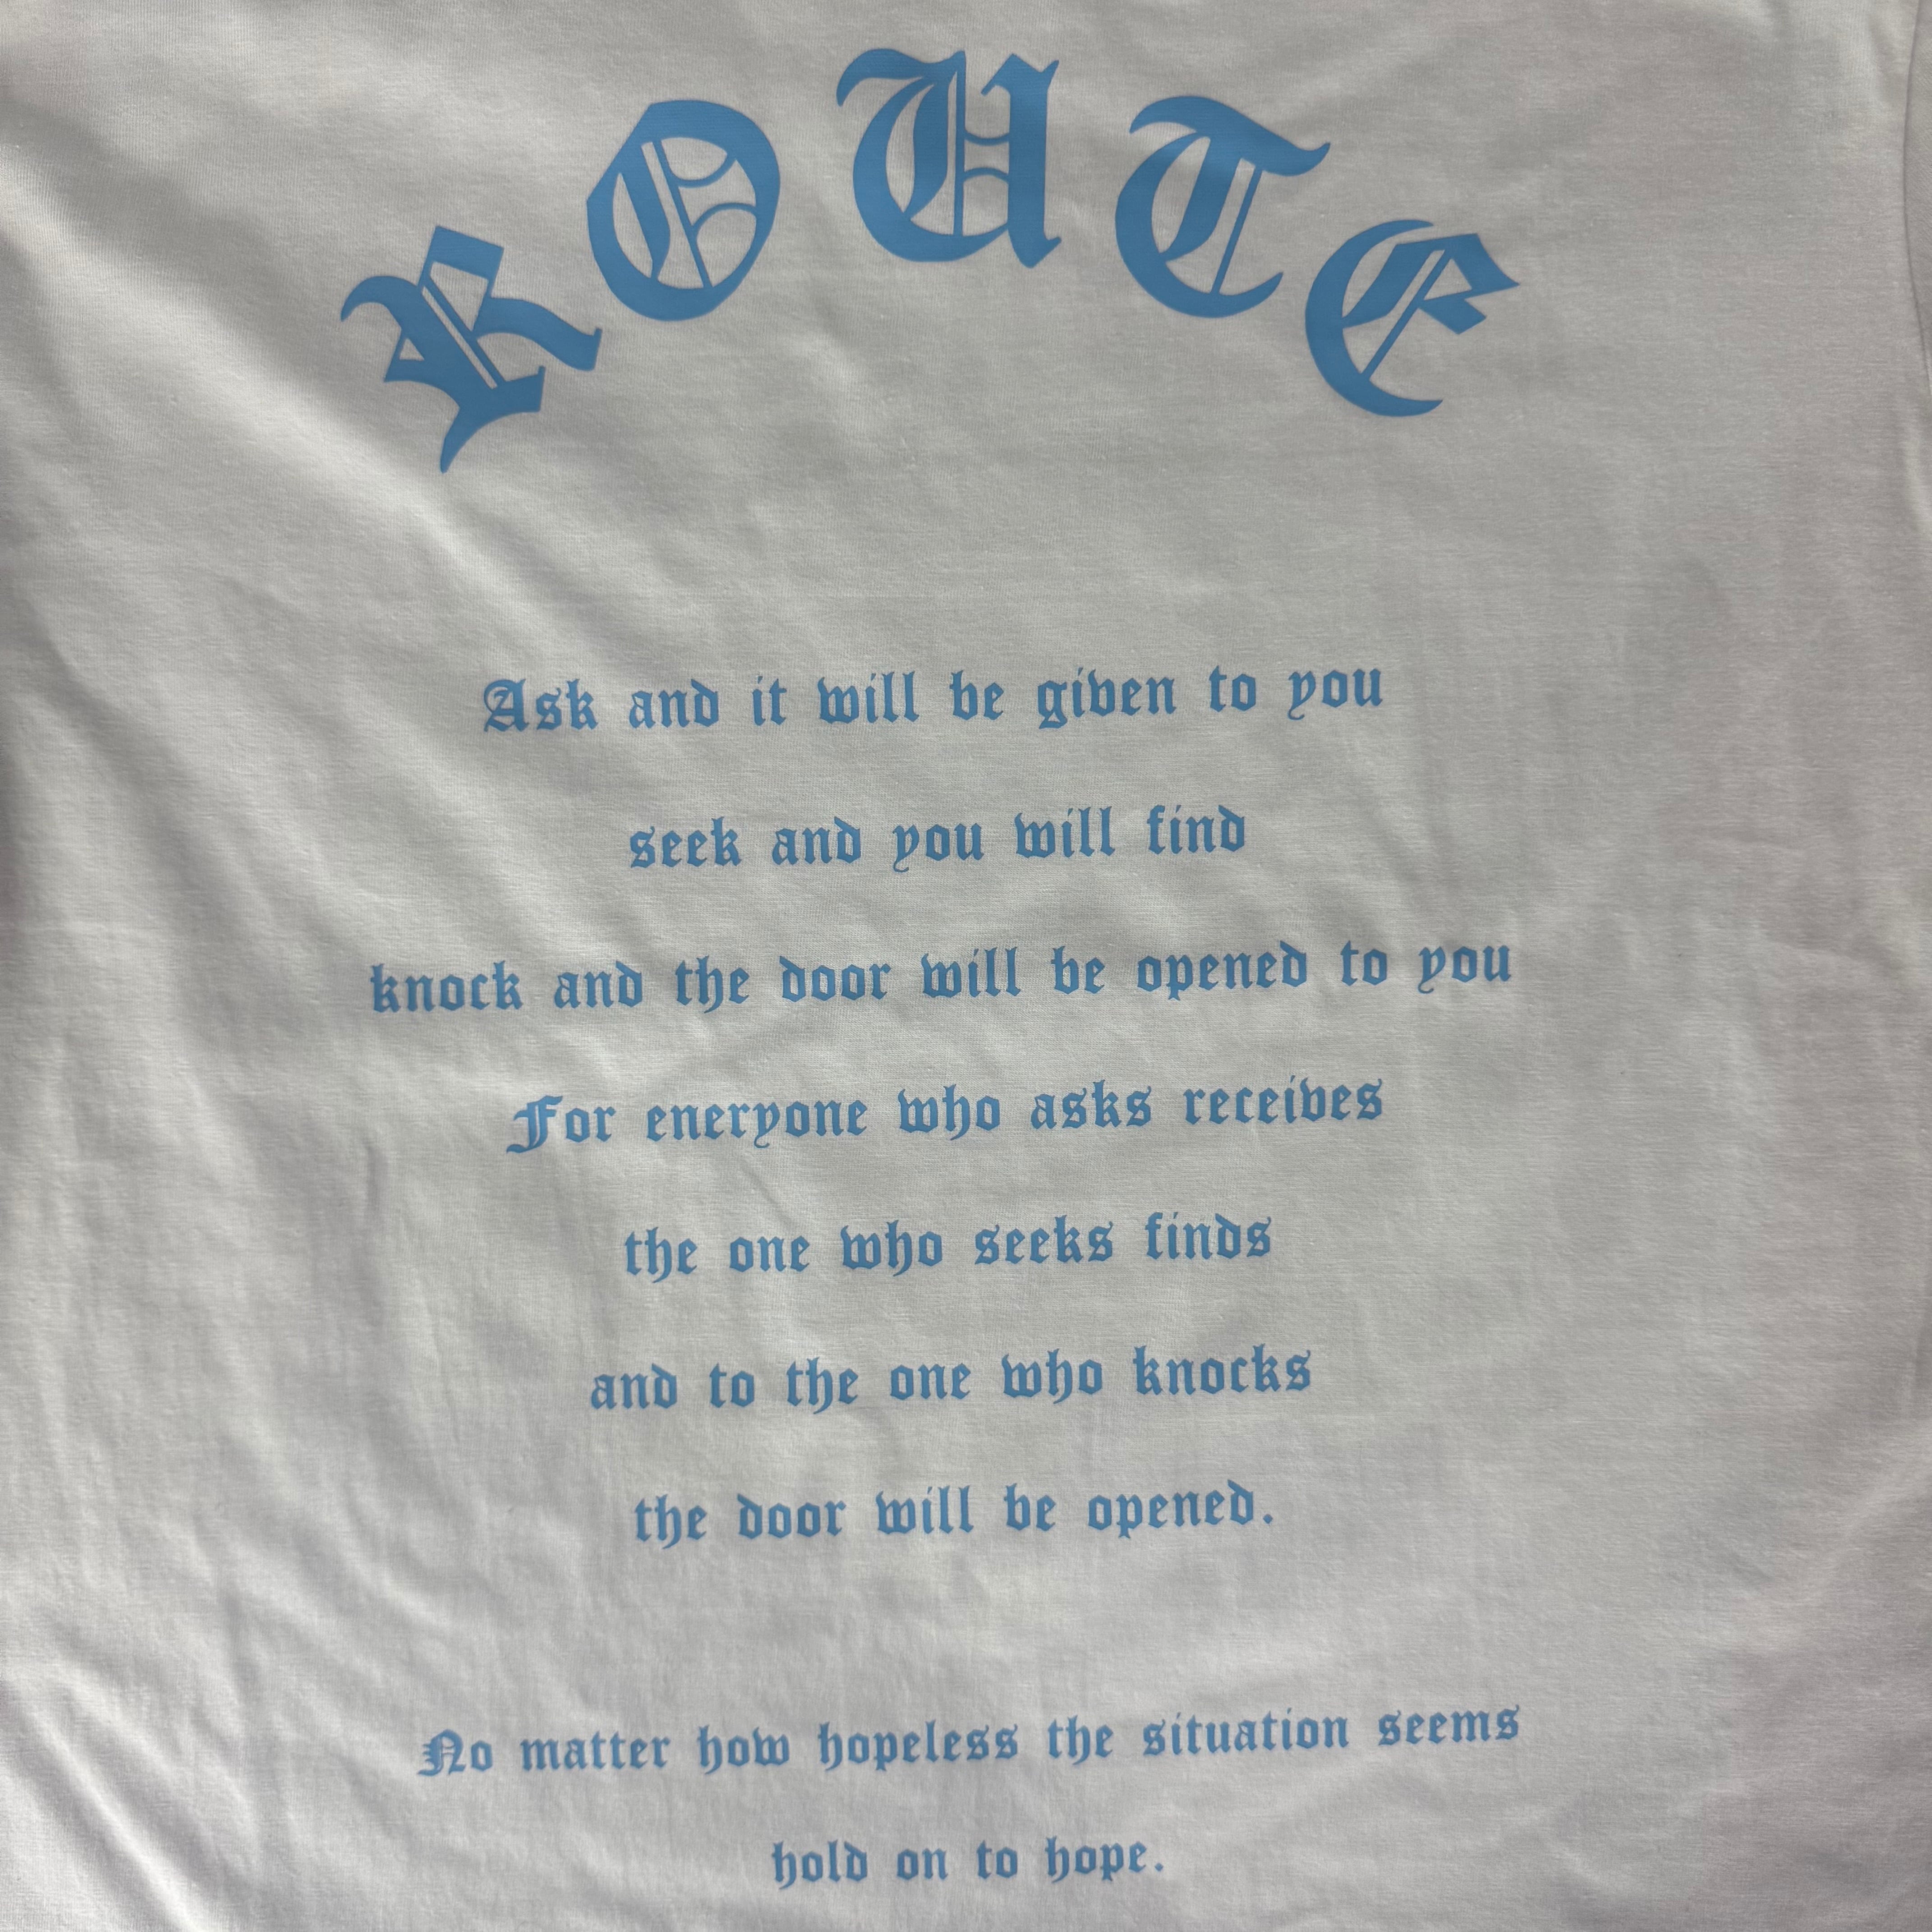 ROUTE
Ask and it will be given to you
seek and you will find
knock and the door will be opened to you
For eneryone who asks receives
the one who seeks finds
and to the one who knocks
the door will be opened.
No matter how hopeless the situation seems
hold on to hope.